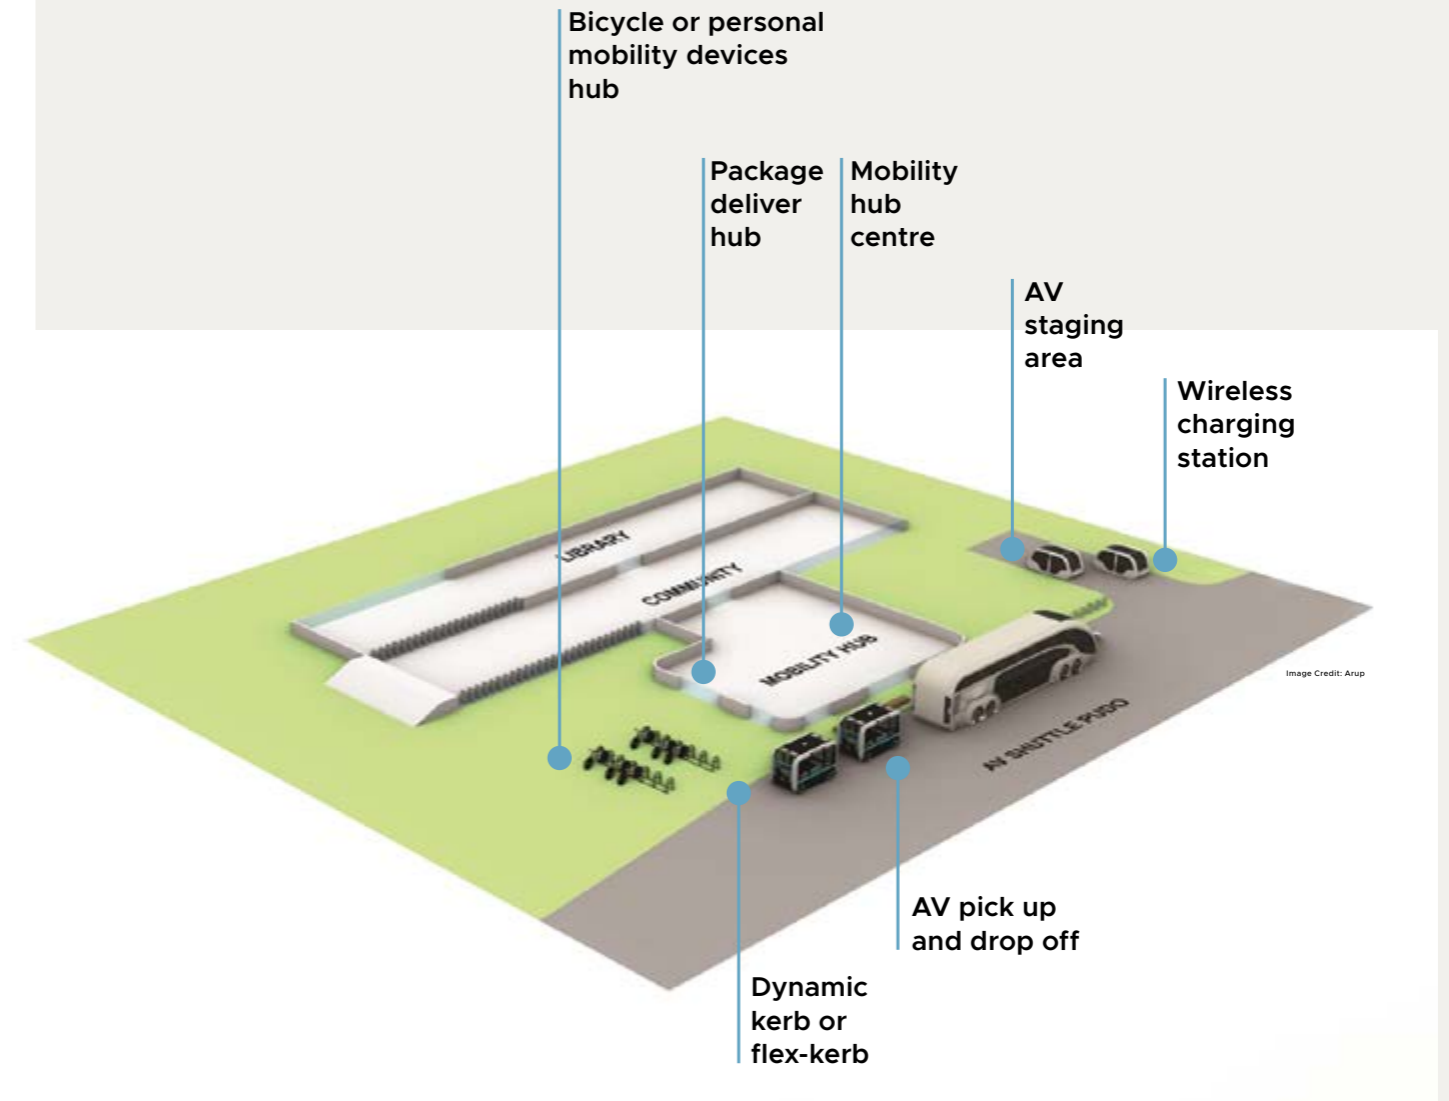 Bicycle or personal
mobility devices
hub
Package
deliver
hub
Mobility
hub
centre
AV
staging
area
Wireless
charging
station
LIBRARY
COMMUNITY
MOBILITY HUB
AV SHUTTLE PUDO
Image Credit: Arup
AV pick up
and drop off
Dynamic
kerb or
flex-kerb